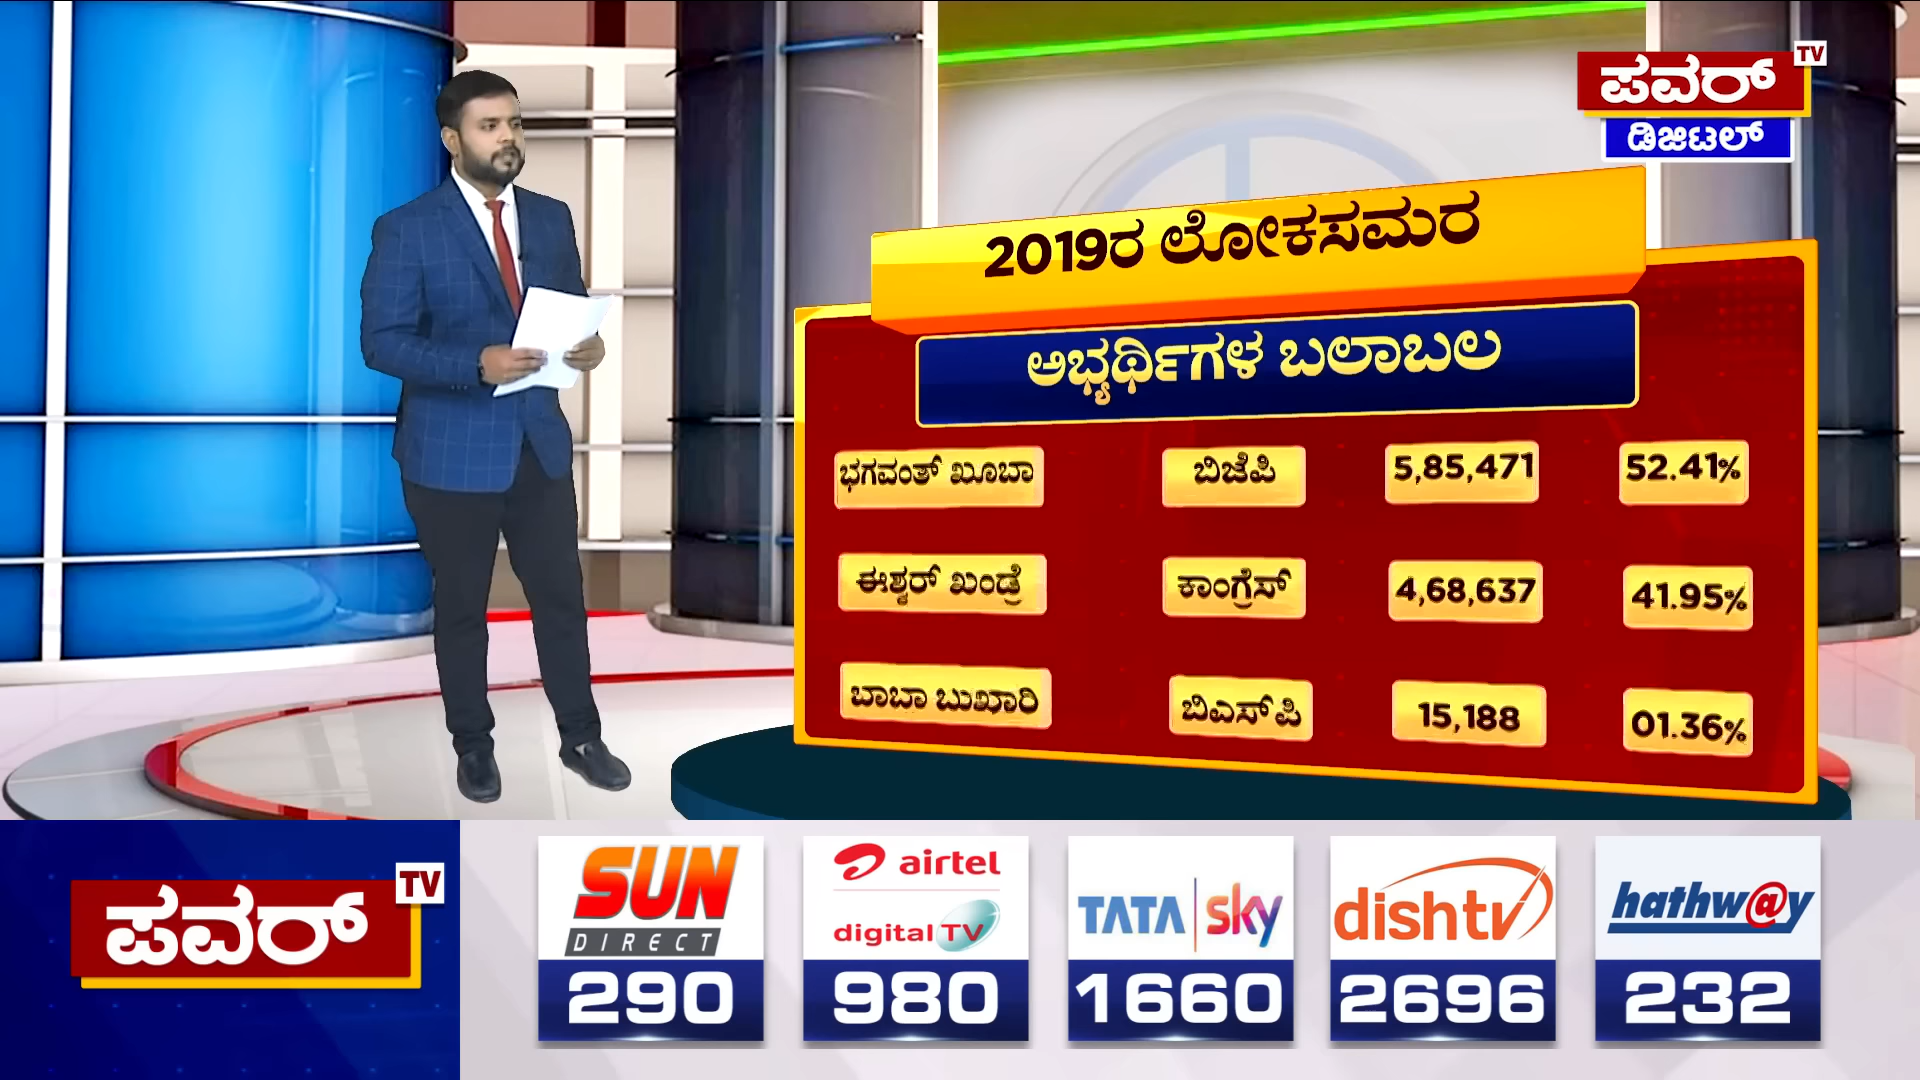 ಪವರ್ TV
ಡಿಜಿಟಲ್
2019ರ ಲೋಕಸಮರ
ಅಭ್ಯರ್ಥಿಗಳ ಬಲಾಬಲ
ಭಗವಂತ್ ಖೂಬಾ ಬಿಜೆಪಿ 5,85,471 52.41%
ಈಶ್ವರ್ ಖಂಡ್ರೆ ಕಾಂಗ್ರೆಸ್ 4,68,637 41.95%
ಬಾಬಾ ಬುಖಾರಿ ಬಿಎಸ್‌ಪಿ 15,188 01.36%
ಪವರ್ TV
SUN DIRECT 290
airtel digital TV 980
TATA sky 1660
dishtv 2696
hathw@y 232